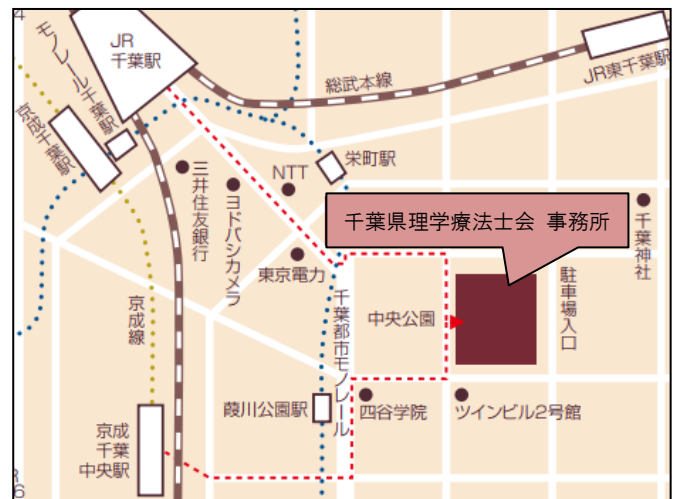 4
JR
千葉駅
モノレール千葉駅
京成千葉駅
総武本線
JR東千葉駅
栄町駅
NTT
三井住友銀行
ヨドバシカメラ
千葉県理学療法士会 事務所
千葉神社
東京電力
京成線
千葉都市モノレール
中央公園
駐車場入口
葭川公園駅
四谷学院
ツインビル2号館
京成
千葉
中央駅
6